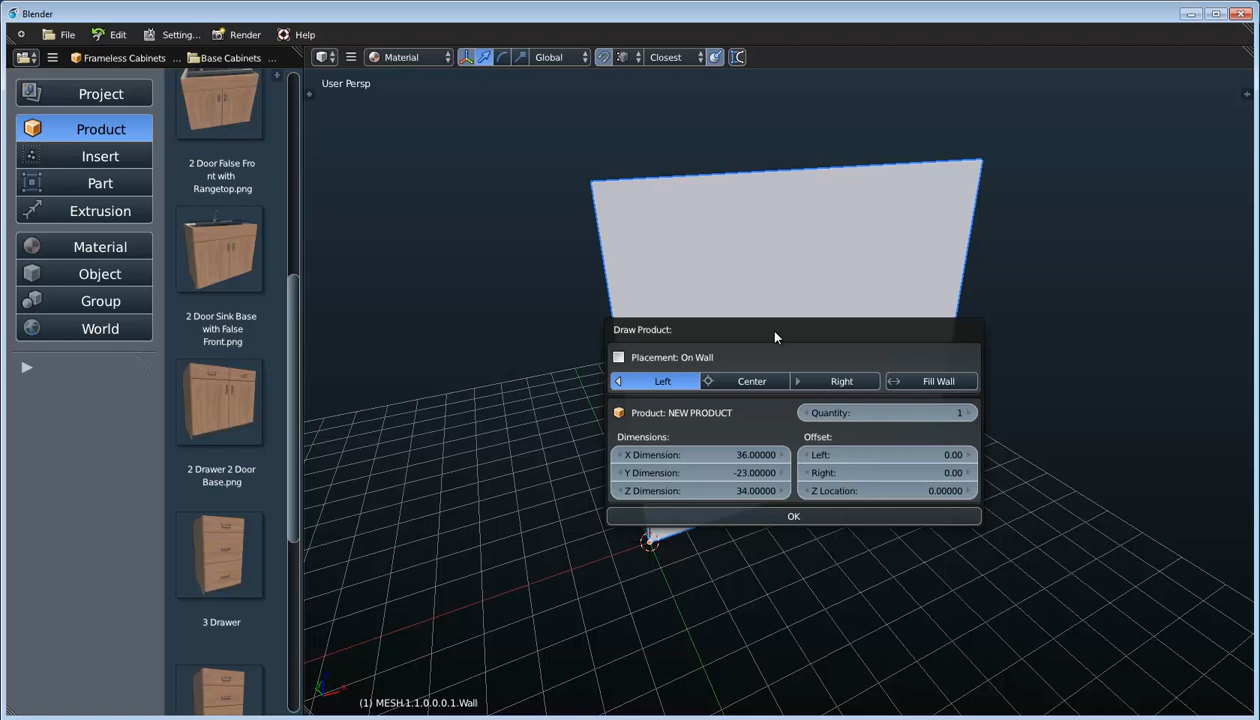 Blender
File
Edit
Setting...
Render
Help
Frameless Cabinets ...
Base Cabinets ...
Material
Global
Closest
Project
Product
Insert
Part
Extrusion
Material
Object
Group
World
2 Door False Fro
nt with
Rangetop.png
2 Door Sink Base
with False
Front.png
2 Drawer 2 Door
Base.png
3 Drawer
User Persp
Draw Product:
Placement: On Wall
Left
Center
Right
Fill Wall
Product: NEW PRODUCT
Quantity: 1
Dimensions:
Offset:
X Dimension: 36.00000
Left: 0.00
Y Dimension: -23.00000
Right: 0.00
Z Dimension: 34.00000
Z Location: 0.00000
OK
(1) MESH.1.1.0.0.0.1.Wall